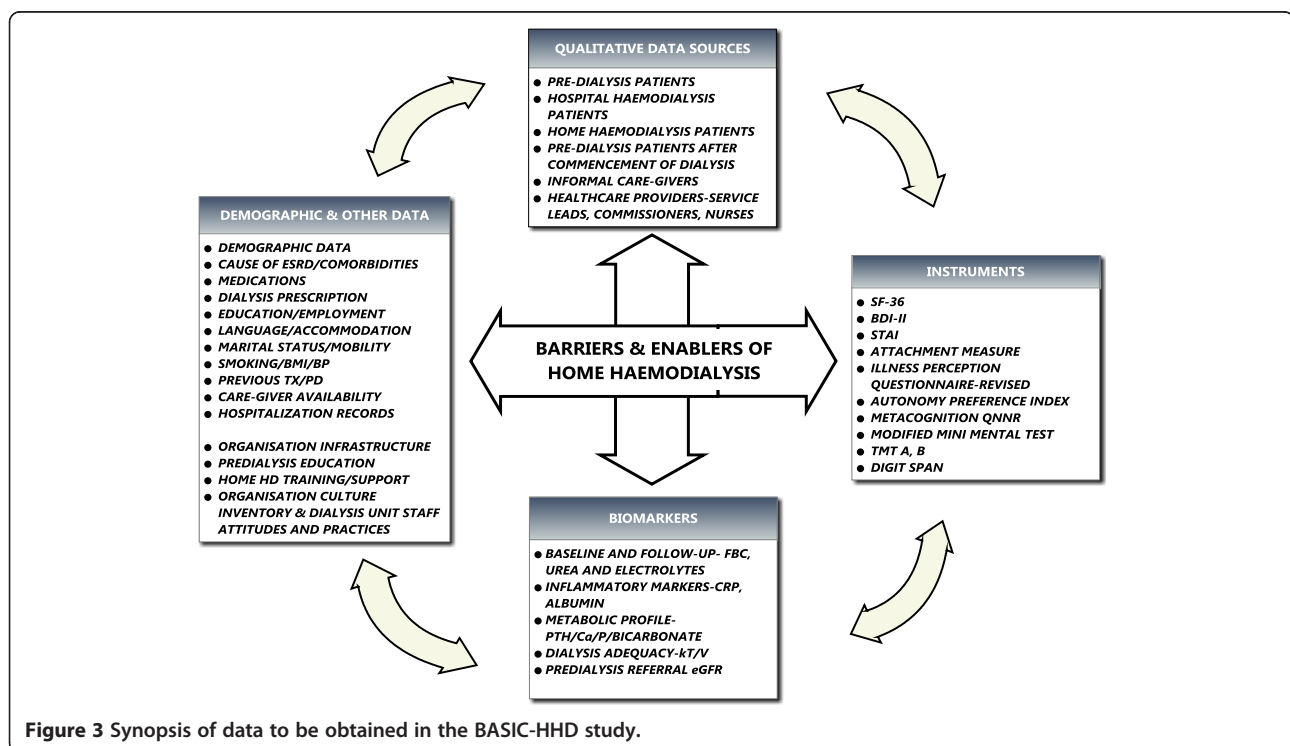 QUALITATIVE DATA SOURCES
● PRE-DIALYSIS PATIENTS
● HOSPITAL HAEMODIALYSIS
PATIENTS
● HOME HAEMODIALYSIS PATIENTS
● PRE-DIALYSIS PATIENTS AFTER
COMMENCEMENT OF DIALYSIS
● INFORMAL CARE-GIVERS
● HEALTHCARE PROVIDERS-SERVICE
LEADS, COMMISSIONERS, NURSES
DEMOGRAPHIC & OTHER DATA
● DEMOGRAPHIC DATA
● CAUSE OF ESRD/COMORBIDITIES
● MEDICATIONS
● DIALYSIS PRESCRIPTION
● EDUCATION/EMPLOYMENT
● LANGUAGE/ACCOMMODATION
● MARITAL STATUS/MOBILITY
● SMOKING/BMI/BP
● PREVIOUS TX/PD
● CARE-GIVER AVAILABILITY
● HOSPITALIZATION RECORDS
● ORGANISATION INFRASTRUCTURE
● PREDIALYSIS EDUCATION
● HOME HD TRAINING/SUPPORT
● ORGANISATION CULTURE
INVENTORY & DIALYSIS UNIT STAFF
ATTITUDES AND PRACTICES
BARRIERS & ENABLERS OF
HOME HAEMODIALYSIS
INSTRUMENTS
● SF-36
● BDI-II
● STAI
● ATTACHMENT MEASURE
● ILLNESS PERCEPTION
QUESTIONNAIRE-REVISED
● AUTONOMY PREFERENCE INDEX
● METACOGNITION QNNR
● MODIFIED MINI MENTAL TEST
● TMT A, B
● DIGIT SPAN
BIOMARKERS
● BASELINE AND FOLLOW-UP- FBC,
UREA AND ELECTROLYTES
● INFLAMMATORY MARKERS-CRP,
ALBUMIN
● METABOLIC PROFILE-
PTH/Ca/P/BICARBONATE
● DIALYSIS ADEQUACY-kT/V
● PREDIALYSIS REFERRAL eGFR
Figure 3 Synopsis of data to be obtained in the BASIC-HHD study.